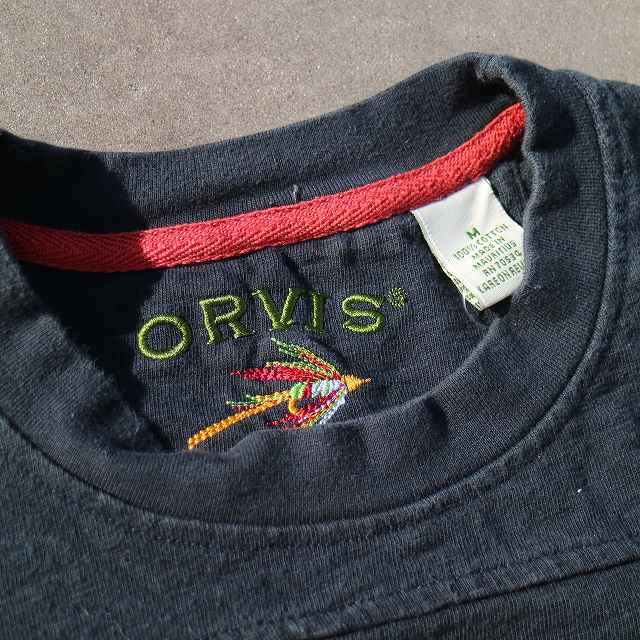 ORVIS®
M
100% COTTON
MADE IN
MAURITIUS